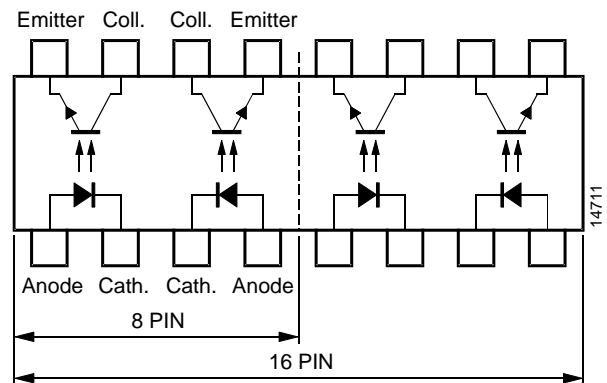 Emitter Coll. Coll. Emitter
14711
Anode Cath. Cath. Anode
8 PIN
16 PIN